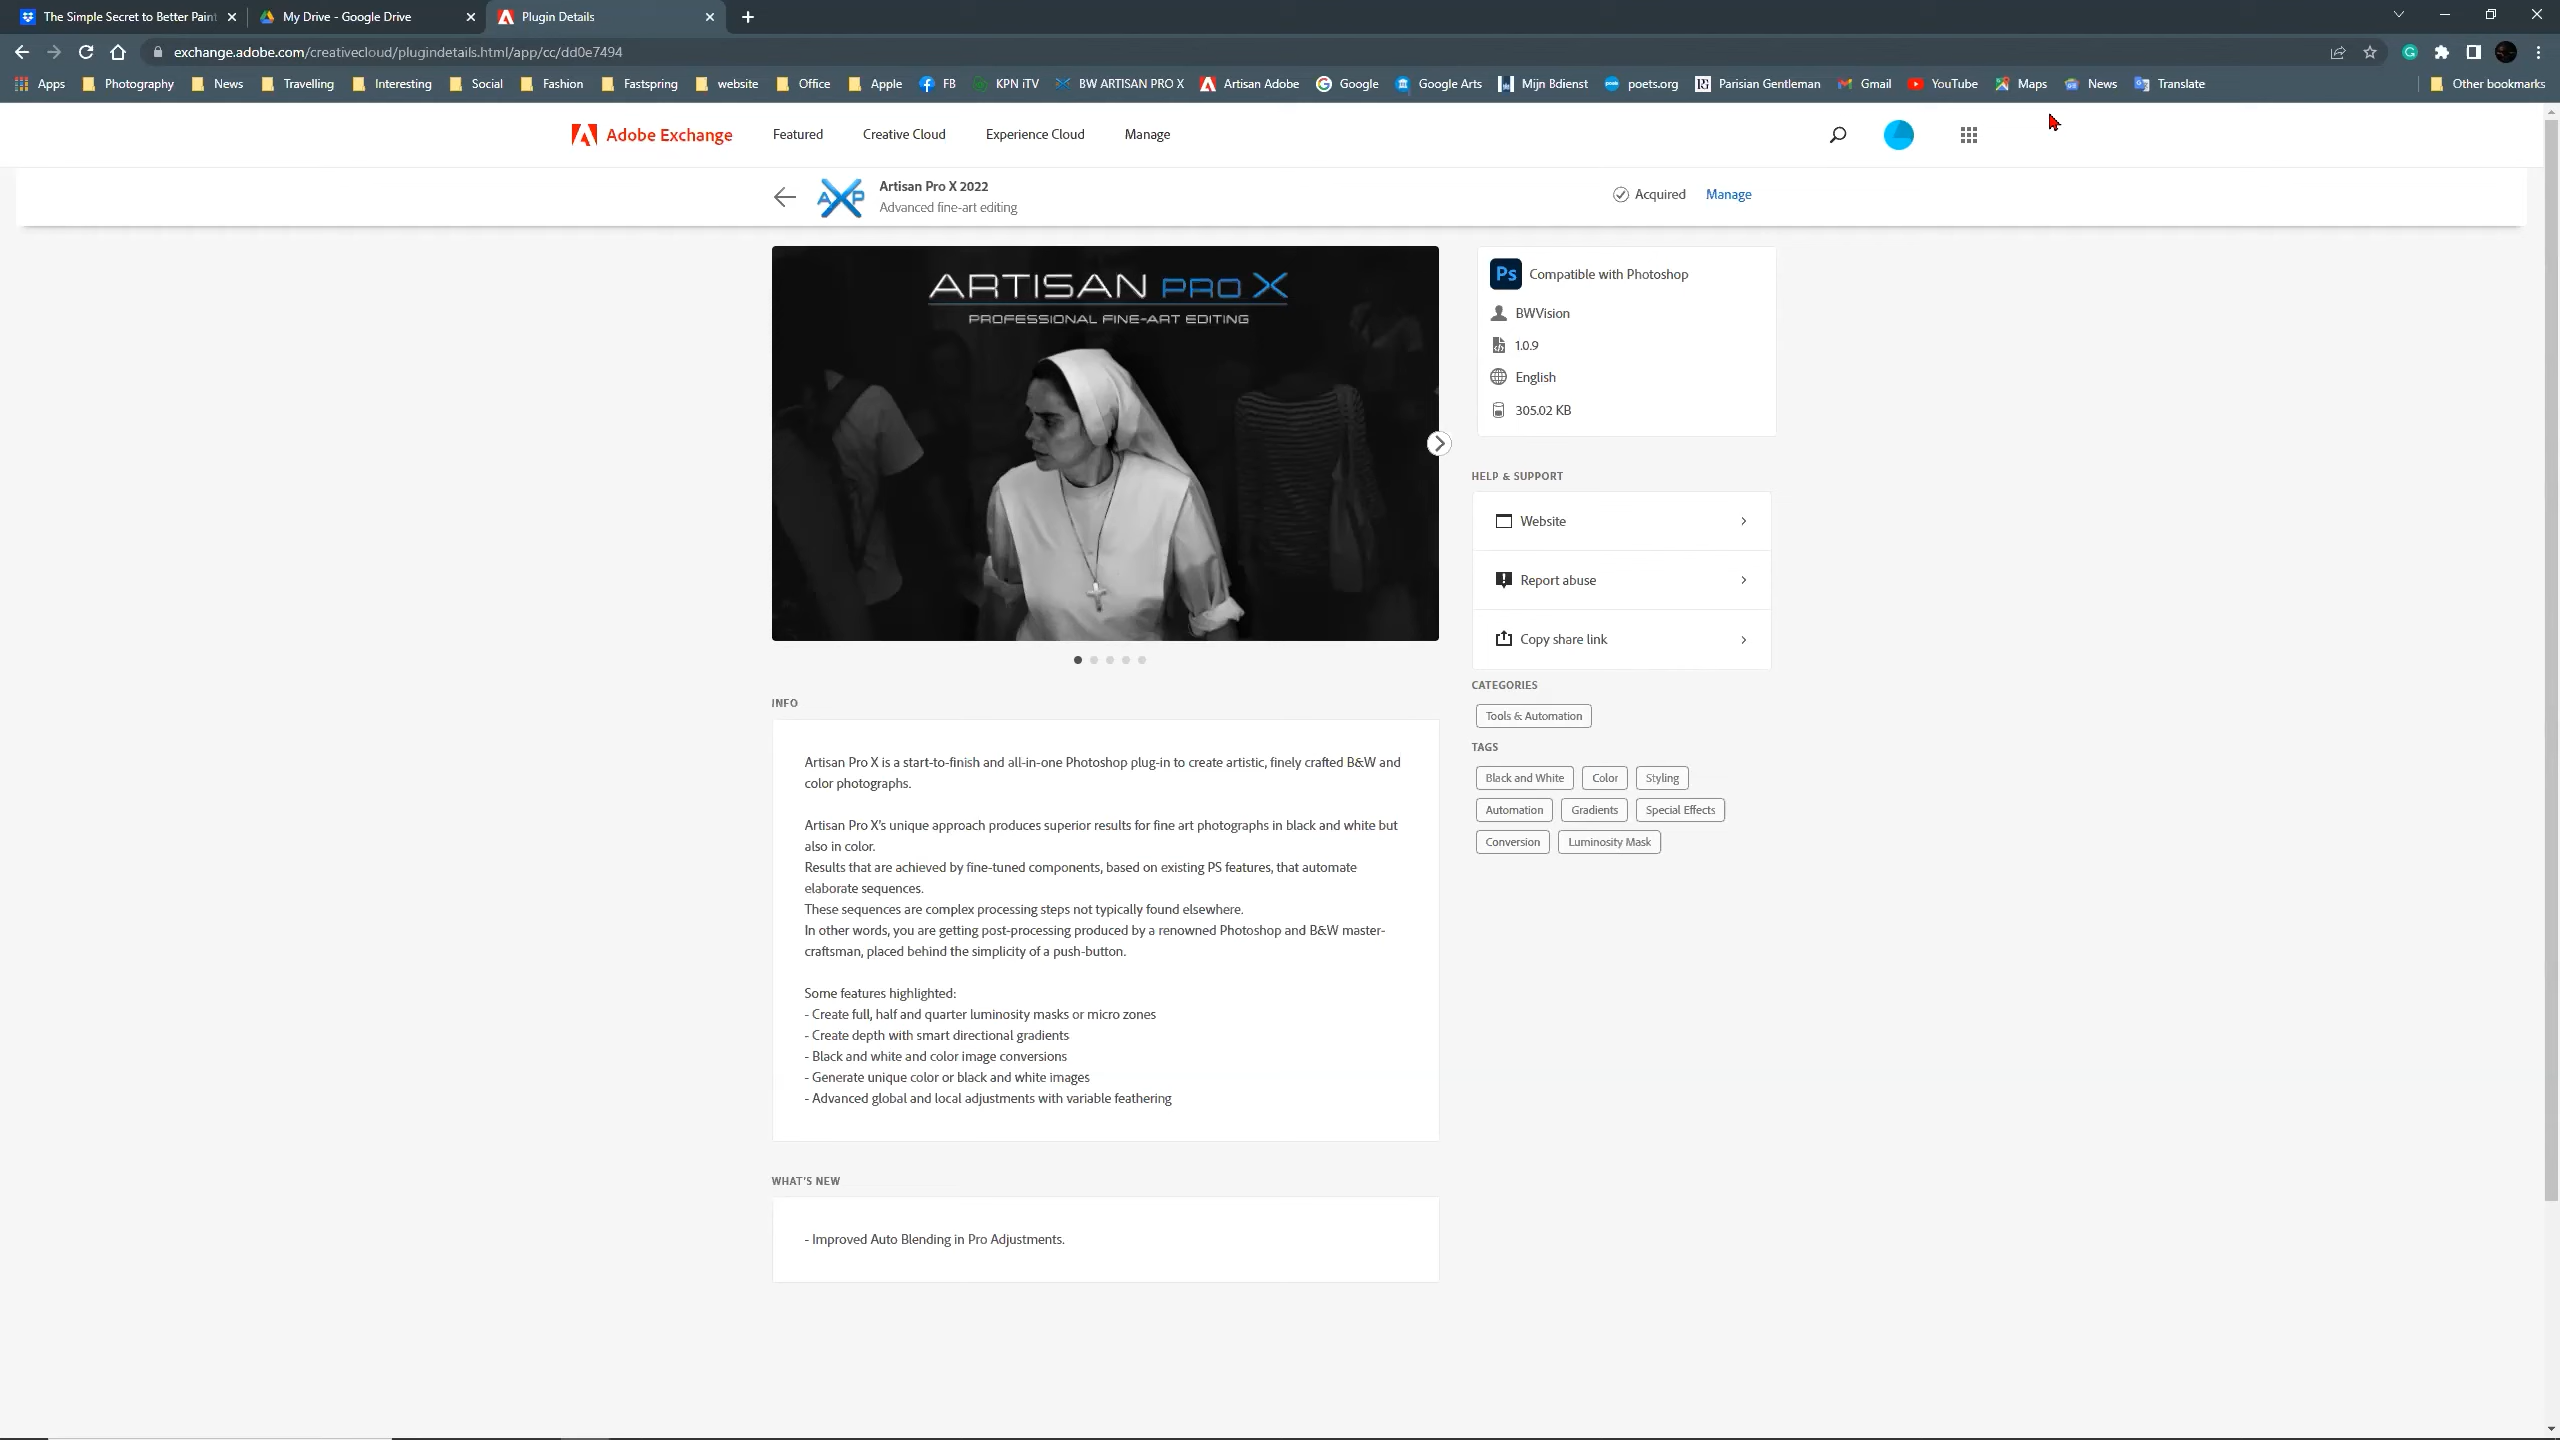 The Simple Secret to Better Paint
My Drive - Google Drive
Plugin Details
exchange.adobe.com/creativecloud/plugindetails.html/app/cc/dd0e7494
Apps Photography News Travelling Interesting Social Fashion Fastspring website Office Apple FB KPN iTV BW ARTISAN PRO X Artisan Adobe Google Google Arts Mijn Bdienst poets.org Parisian Gentleman Gmail YouTube Maps News Translate Other bookmarks
Adobe Exchange Featured Creative Cloud Experience Cloud Manage
AXP
Artisan Pro X 2022
Advanced fine-art editing
Acquired Manage
ARTISAN PRO X
PROFESSIONAL FINE-ART EDITING
Ps Compatible with Photoshop
BWVision
1.0.9
English
305.02 KB
HELP & SUPPORT
Website
Report abuse
Copy share link
CATEGORIES
Tools & Automation
TAGS
Black and White Color Styling
Automation Gradients Special Effects
Conversion Luminosity Mask
INFO
Artisan Pro X is a start-to-finish and all-in-one Photoshop plug-in to create artistic, finely crafted B&W and
color photographs.
Artisan Pro X's unique approach produces superior results for fine art photographs in black and white but
also in color.
Results that are achieved by fine-tuned components, based on existing PS features, that automate
elaborate sequences.
These sequences are complex processing steps not typically found elsewhere.
In other words, you are getting post-processing produced by a renowned Photoshop and B&W master-
craftsman, placed behind the simplicity of a push-button.
Some features highlighted:
- Create full, half and quarter luminosity masks or micro zones
- Create depth with smart directional gradients
- Black and white and color image conversions
- Generate unique color or black and white images
- Advanced global and local adjustments with variable feathering
WHAT'S NEW
- Improved Auto Blending in Pro Adjustments.